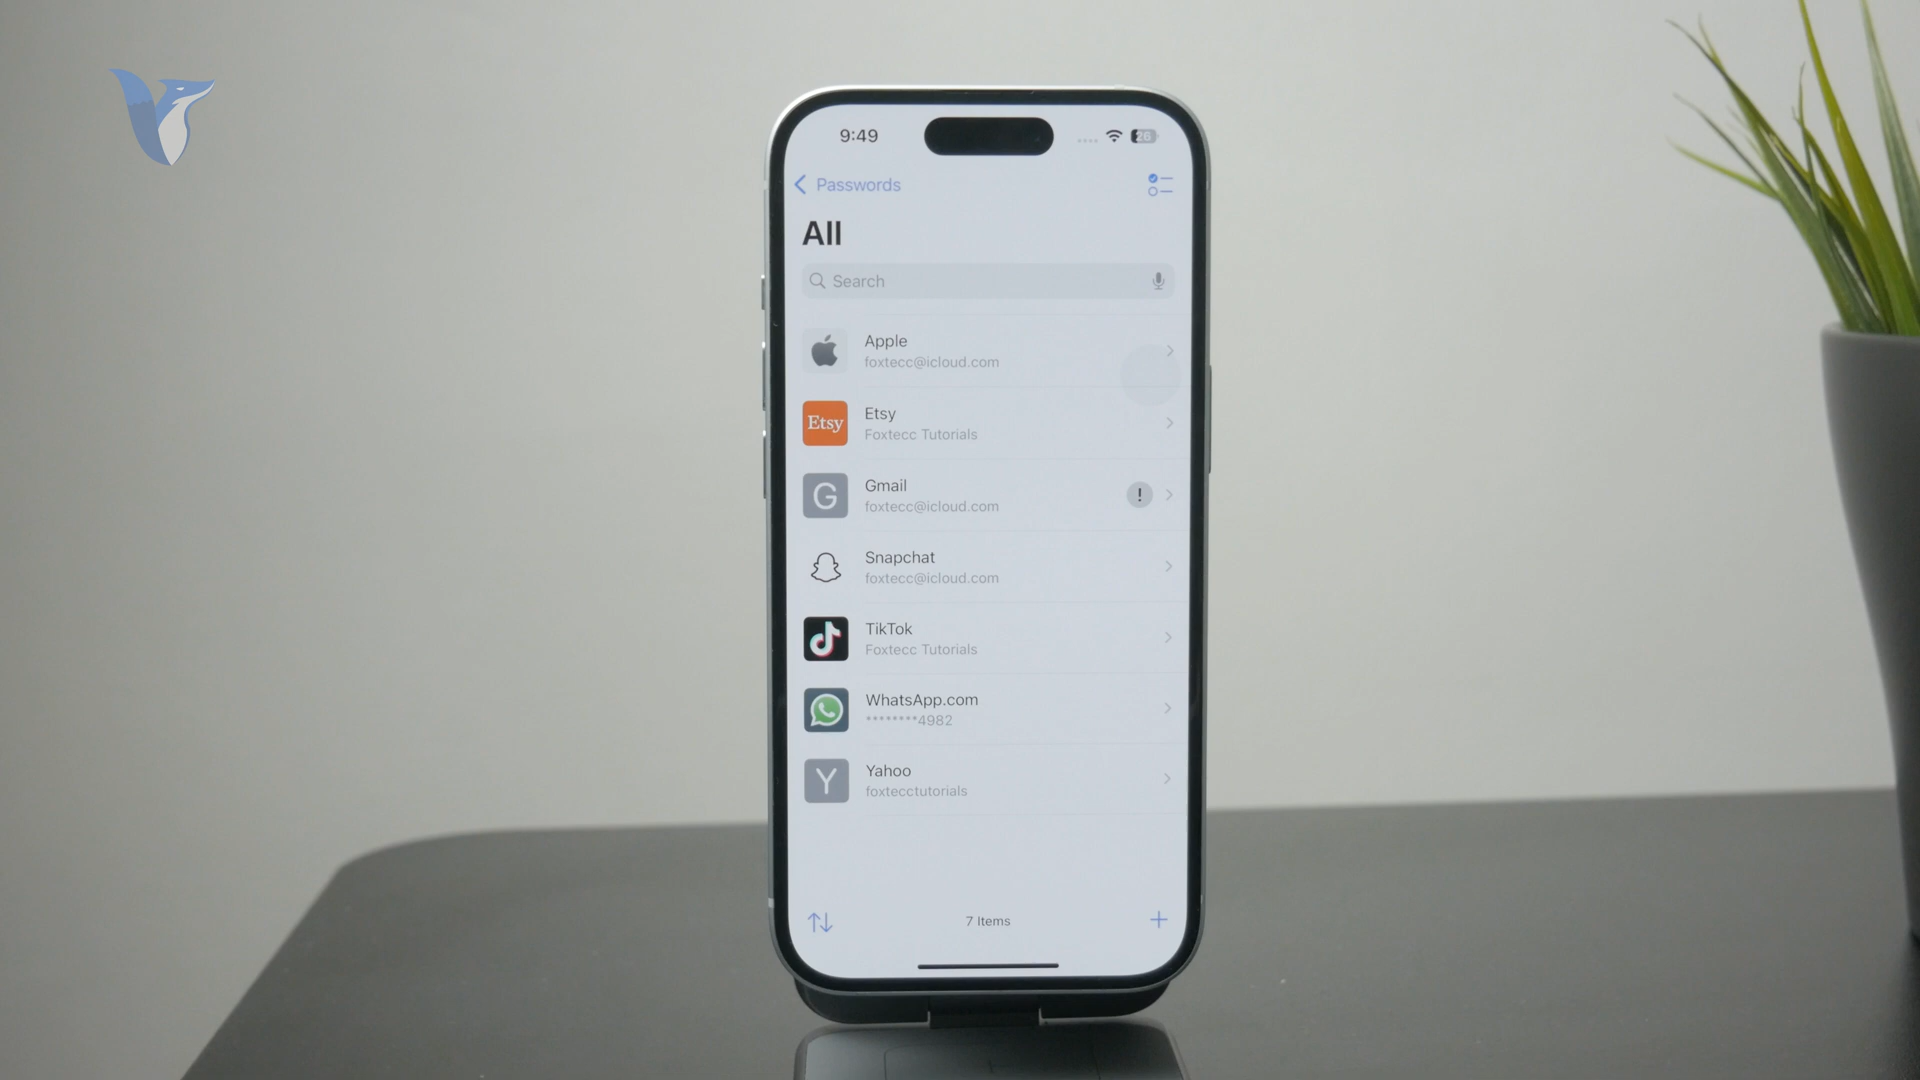 9:49
26
Passwords
All
Search
Apple
foxtecc@icloud.com
Etsy
Etsy
Foxtecc Tutorials
G
Gmail
foxtecc@icloud.com
!
Snapchat
foxtecc@icloud.com
TikTok
Foxtecc Tutorials
WhatsApp.com
********4982
Y
Yahoo
foxtecctutorials
7 Items